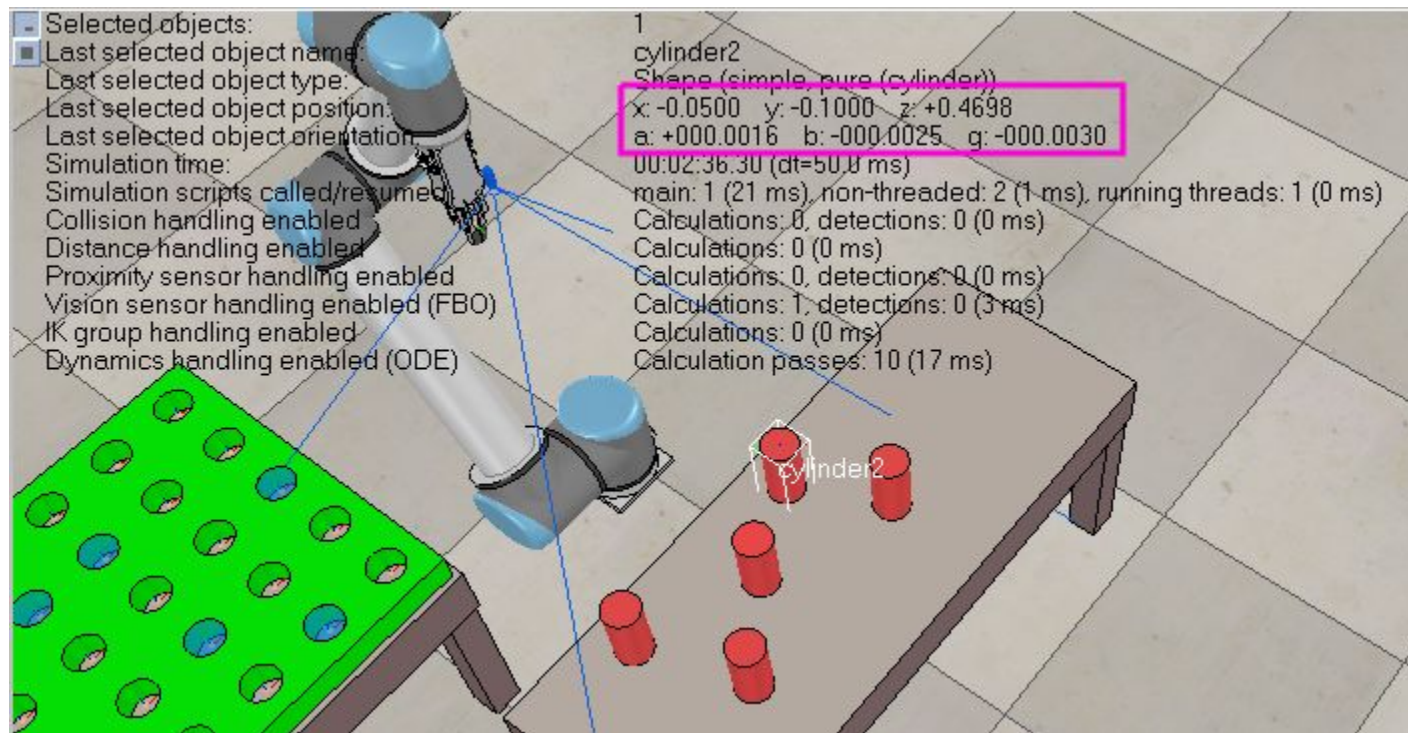 Selected objects: 1
Last selected object name: cylinder2
Last selected object type: Shape (simple, pure (cylinder))
Last selected object position: x: -0.0500 y: -0.1000 z: +0.4698
Last selected object orientation: a: +000.0016 b: -000.0025 g: -000.0030
Simulation time: 00:02:36.30 (dt=50.0 ms)
Simulation scripts called/resumed main: 1 (21 ms), non-threaded: 2 (1 ms), running threads: 1 (0 ms)
Collision handling enabled Calculations: 0, detections: 0 (0 ms)
Distance handling enabled Calculations: 0 (0 ms)
Proximity sensor handling enabled Calculations: 0, detections: 0 (0 ms)
Vision sensor handling enabled (FBO) Calculations: 1, detections: 0 (3 ms)
IK group handling enabled Calculations: 0 (0 ms)
Dynamics handling enabled (ODE) Calculation passes: 10 (17 ms)
cylinder2